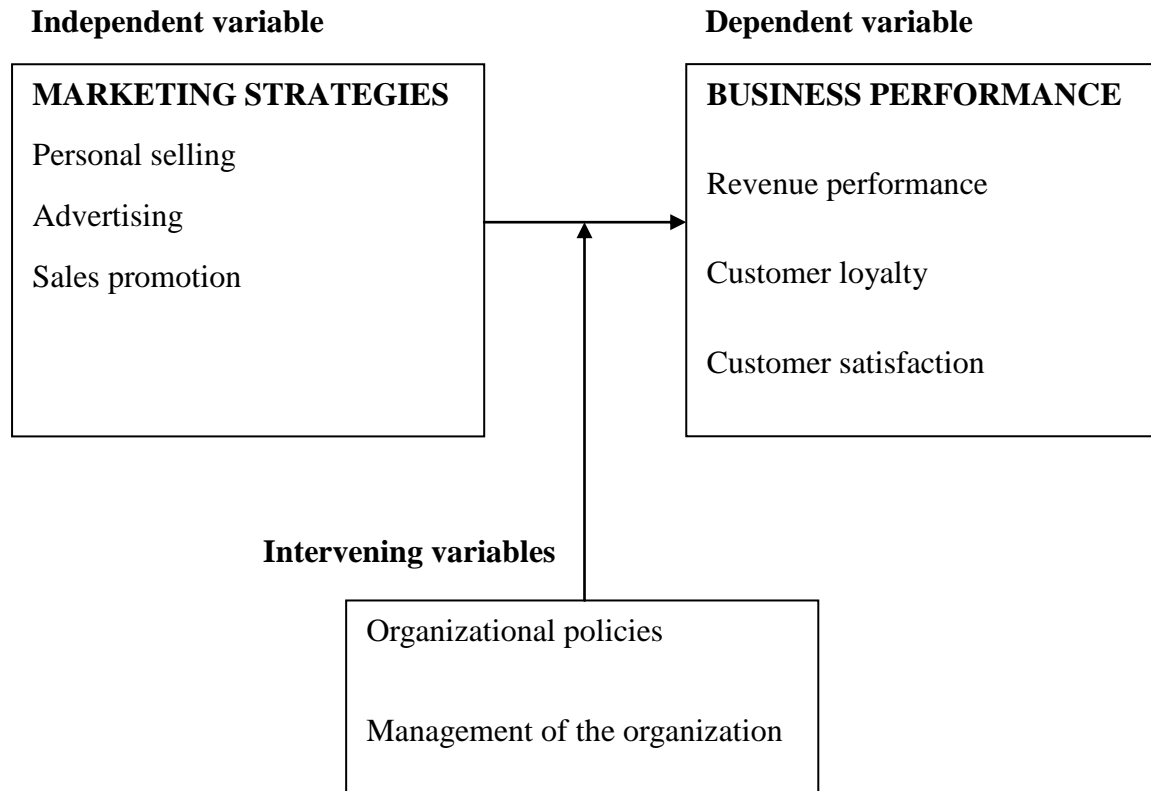 Independent variable
MARKETING STRATEGIES
Personal selling
Advertising
Sales promotion
Dependent variable
BUSINESS PERFORMANCE
Revenue performance
Customer loyalty
Customer satisfaction
Intervening variables
Organizational policies
Management of the organization